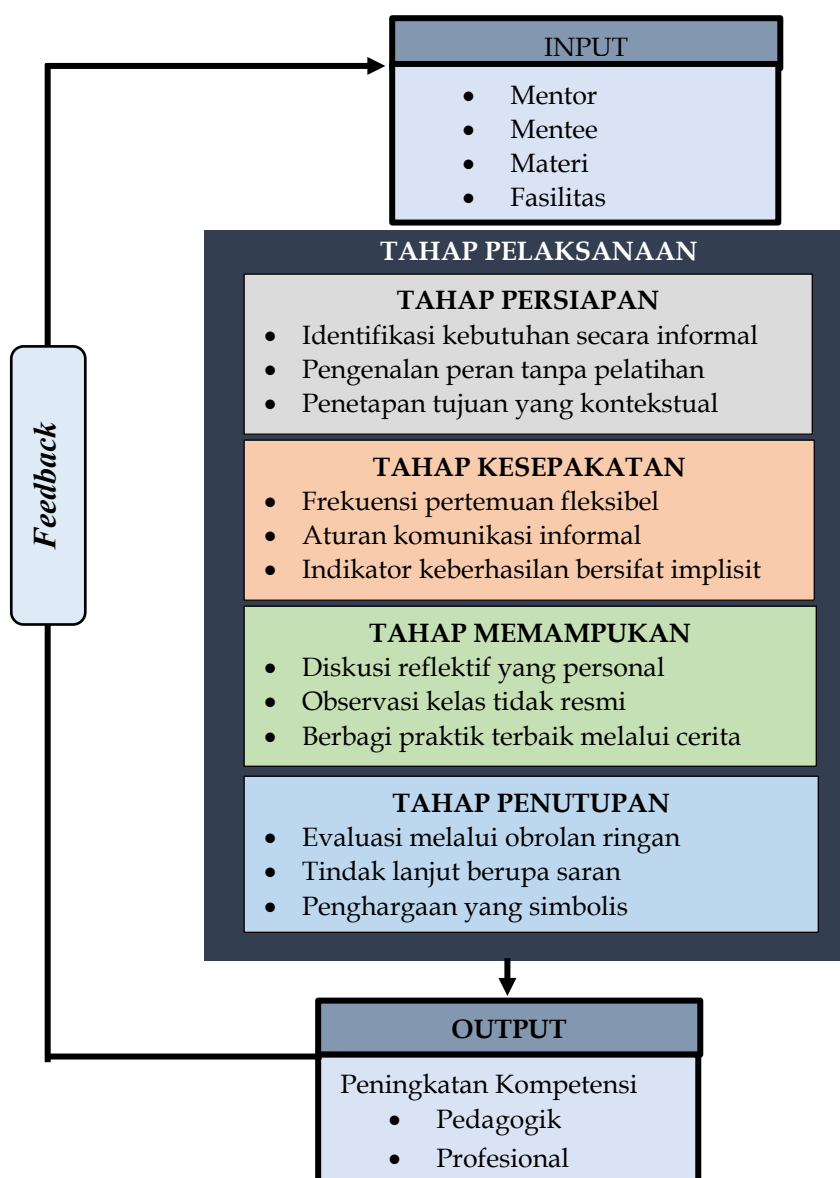 INPUT
• Mentor
• Mentee
• Materi
• Fasilitas
TAHAP PELAKSANAAN
TAHAP PERSIAPAN
• Identifikasi kebutuhan secara informal
• Pengenalan peran tanpa pelatihan
• Penetapan tujuan yang kontekstual
TAHAP KESEPAKATAN
• Frekuensi pertemuan fleksibel
• Aturan komunikasi informal
• Indikator keberhasilan bersifat implisit
TAHAP MEMAMPUKAN
• Diskusi reflektif yang personal
• Observasi kelas tidak resmi
• Berbagi praktik terbaik melalui cerita
TAHAP PENUTUPAN
• Evaluasi melalui obrolan ringan
• Tindak lanjut berupa saran
• Penghargaan yang simbolis
OUTPUT
Peningkatan Kompetensi
• Pedagogik
• Profesional
Feedback